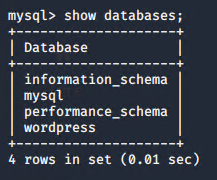 mysql> show databases;
+--------------------+
| Database           |
+--------------------+
| information_schema |
| mysql              |
| performance_schema |
| wordpress          |
+--------------------+
4 rows in set (0.01 sec)